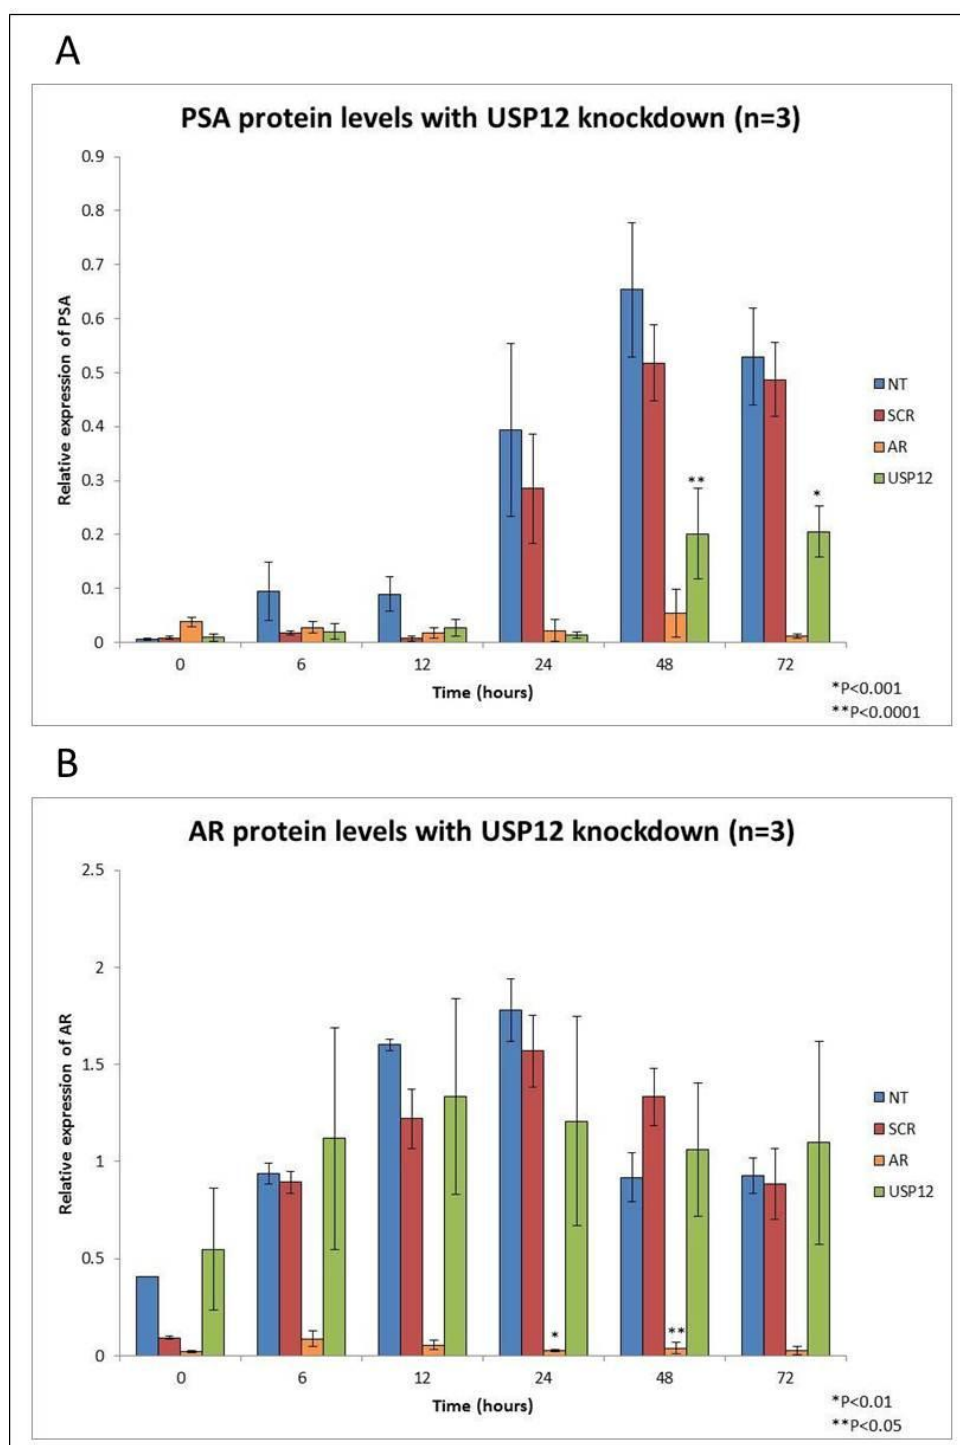 A
PSA protein levels with USP12 knockdown (n=3)
0.9
0.8
0.7
0.6
0.5
0.4
0.3
0.2
0.1
0
Relative expression of PSA
**
*
NT
SCR
AR
USP12
0 6 12 24 48 72
Time (hours)
*P<0.001
**P<0.0001
B
AR protein levels with USP12 knockdown (n=3)
2.5
2
1.5
1
0.5
0
Relative expression of AR
*
**
NT
SCR
AR
USP12
0 6 12 24 48 72
Time (hours)
*P<0.01
**P<0.05